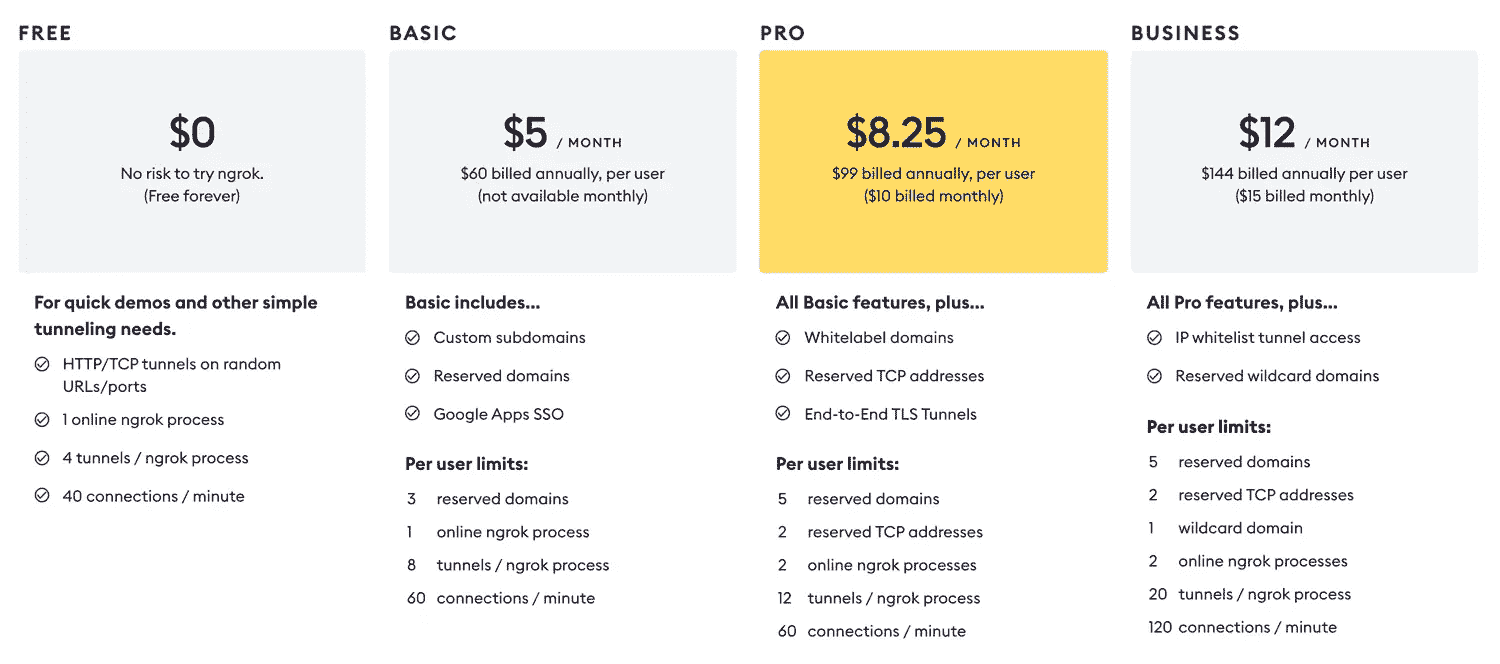 FREE
$0
No risk to try ngrok.
(Free forever)
For quick demos and other simple
tunneling needs.
HTTP/TCP tunnels on random
URLs/ports
1 online ngrok process
4 tunnels / ngrok process
40 connections / minute
BASIC
$5 / MONTH
$60 billed annually, per user
(not available monthly)
Basic includes...
Custom subdomains
Reserved domains
Google Apps SSO
Per user limits:
3 reserved domains
1 online ngrok process
8 tunnels / ngrok process
60 connections / minute
PRO
$8.25 / MONTH
$99 billed annually, per user
($10 billed monthly)
All Basic features, plus...
Whitelabel domains
Reserved TCP addresses
End-to-End TLS Tunnels
Per user limits:
5 reserved domains
2 reserved TCP addresses
2 online ngrok processes
12 tunnels / ngrok process
60 connections / minute
BUSINESS
$12 / MONTH
$144 billed annually per user
($15 billed monthly)
All Pro features, plus...
IP whitelist tunnel access
Reserved wildcard domains
Per user limits:
5 reserved domains
2 reserved TCP addresses
1 wildcard domain
2 online ngrok processes
20 tunnels / ngrok process
120 connections / minute